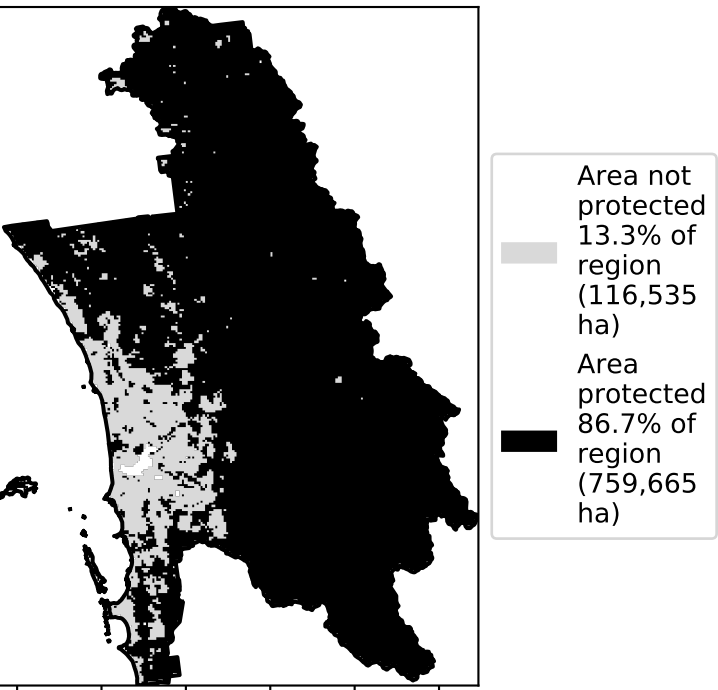 Area not
protected
13.3% of
region
(116,535
ha)
Area
protected
86.7% of
region
(759,665
ha)